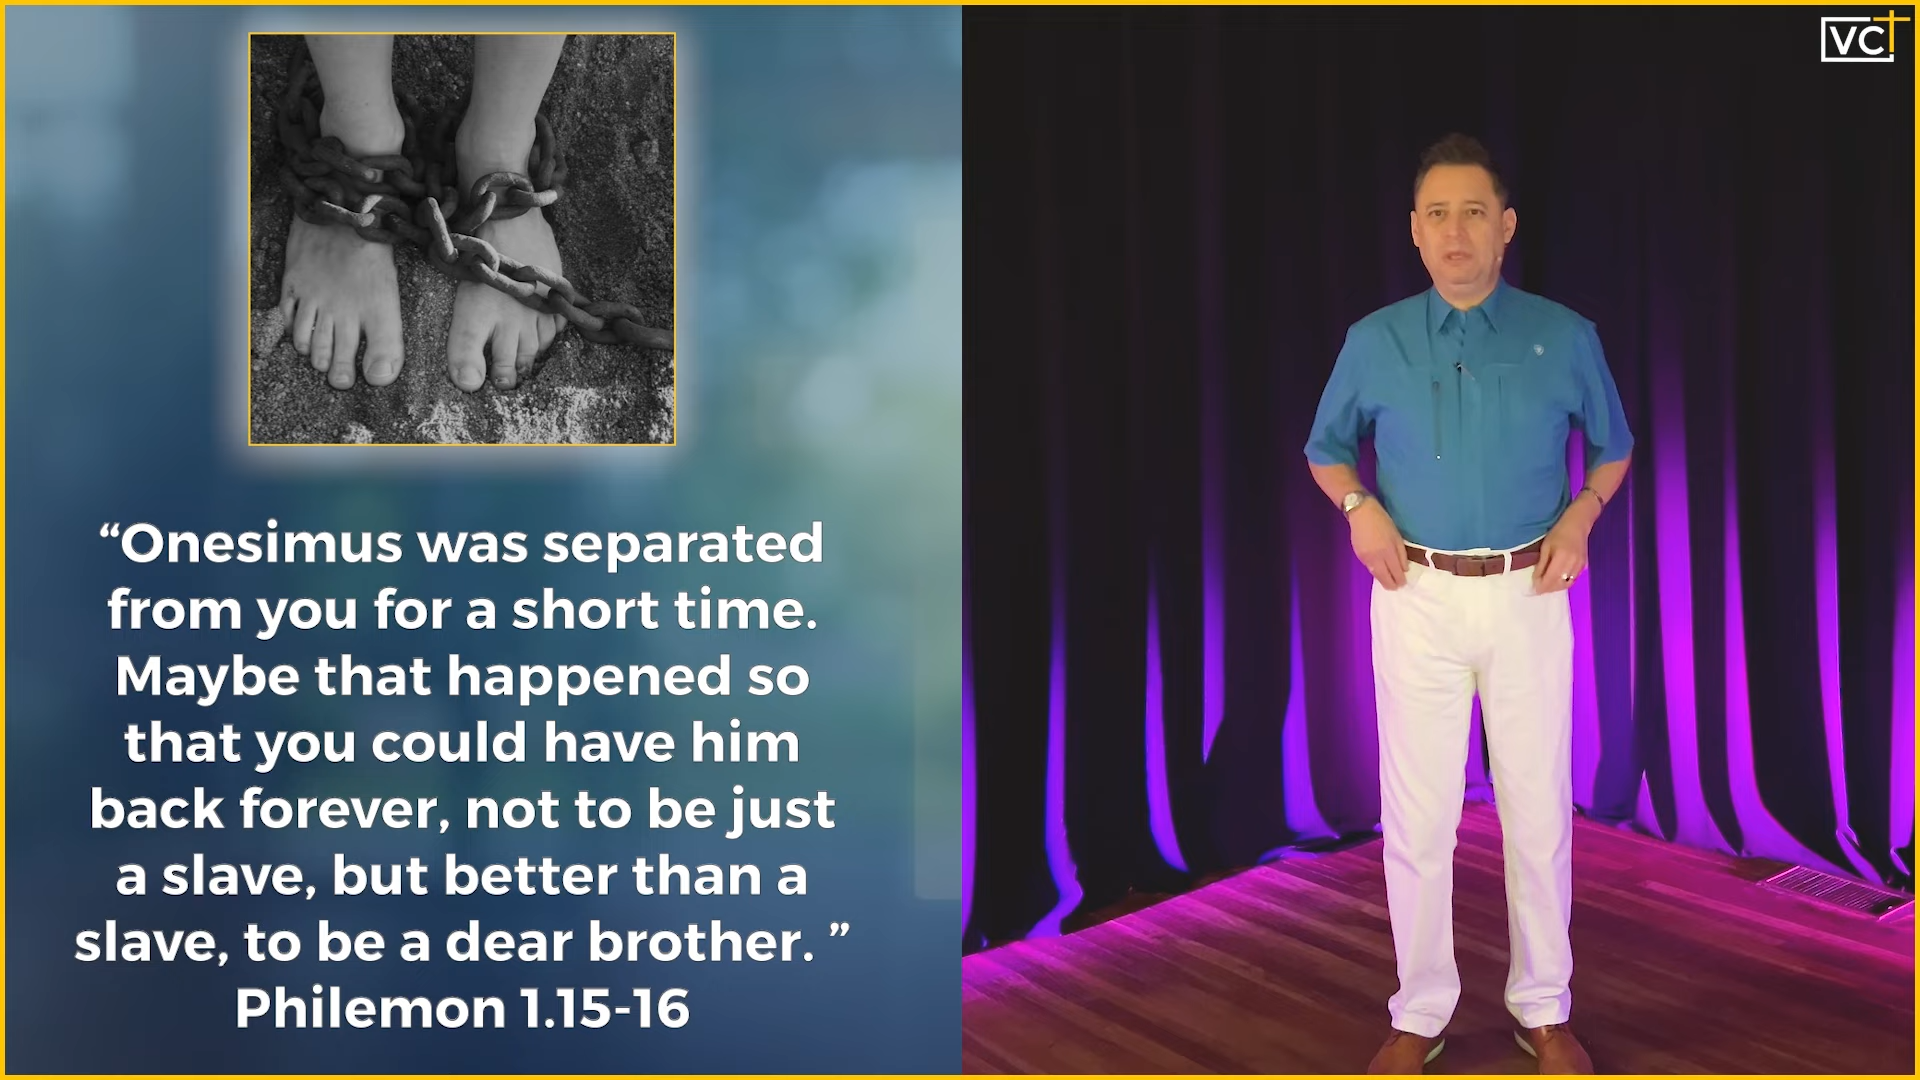 VC
“Onesimus was separated
from you for a short time.
Maybe that happened so
that you could have him
back forever, not to be just
a slave, but better than a
slave, to be a dear brother. ”
Philemon 1.15-16